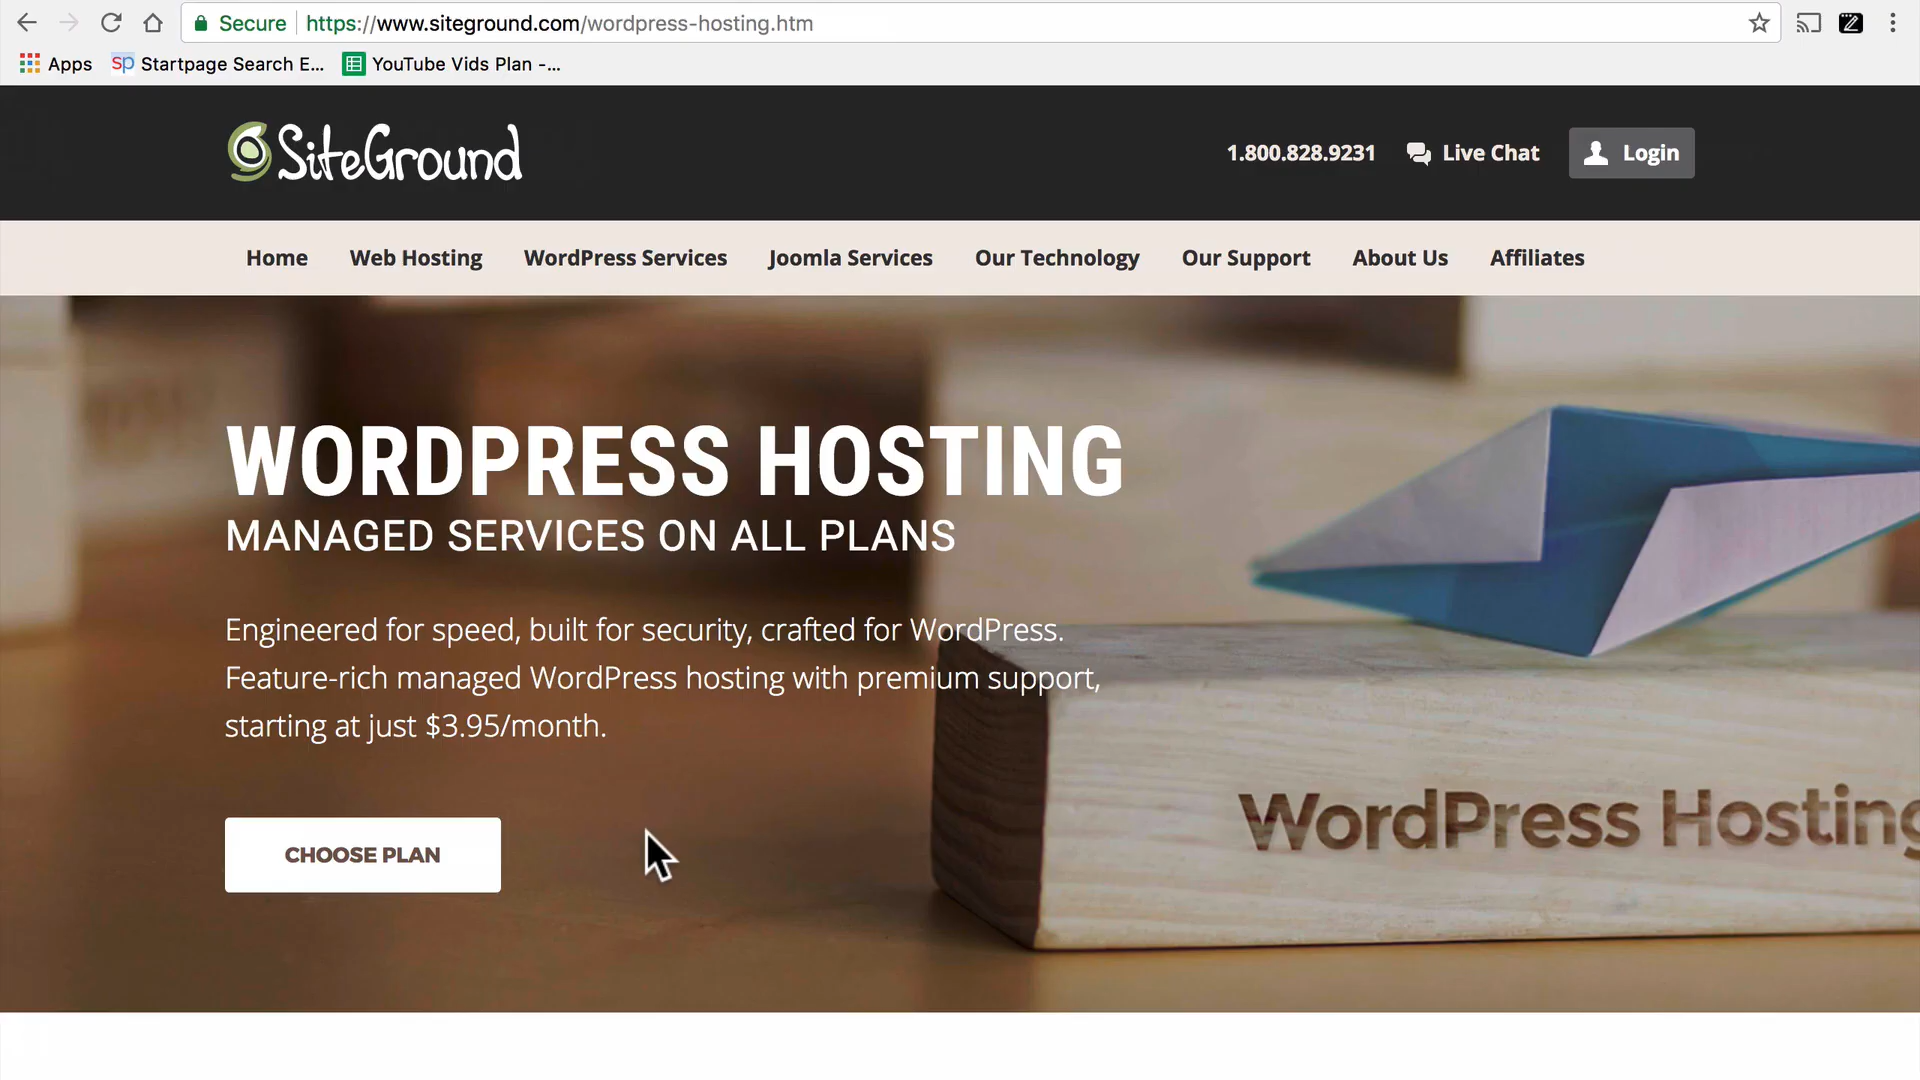 Secure https://www.siteground.com/wordpress-hosting.htm
Apps sp Startpage Search E... YouTube Vids Plan -...
SiteGround
1.800.828.9231 Live Chat Login
Home Web Hosting WordPress Services Joomla Services Our Technology Our Support About Us Affiliates
WORDPRESS HOSTING
MANAGED SERVICES ON ALL PLANS
Engineered for speed, built for security, crafted for WordPress.
Feature-rich managed WordPress hosting with premium support,
starting at just $3.95/month.
CHOOSE PLAN
WordPress Hosting